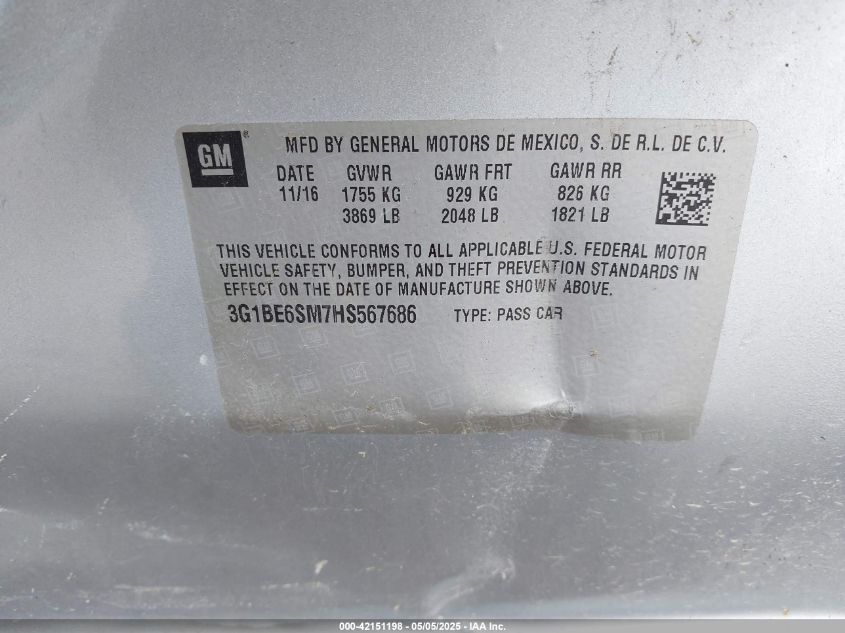 GM
MFD BY GENERAL MOTORS DE MEXICO, S. DE R.L. DE C.V.
DATE GVWR GAWR FRT GAWR RR
11/16 1755 KG 929 KG 826 KG
3869 LB 2048 LB 1821 LB
THIS VEHICLE CONFORMS TO ALL APPLICABLE U.S. FEDERAL MOTOR
VEHICLE SAFETY, BUMPER, AND THEFT PREVENTION STANDARDS IN
EFFECT ON THE DATE OF MANUFACTURE SHOWN ABOVE.
3G1BE6SM7HS567686 TYPE: PASS CAR
000-42151198 - 05/05/2025 - IAA Inc.